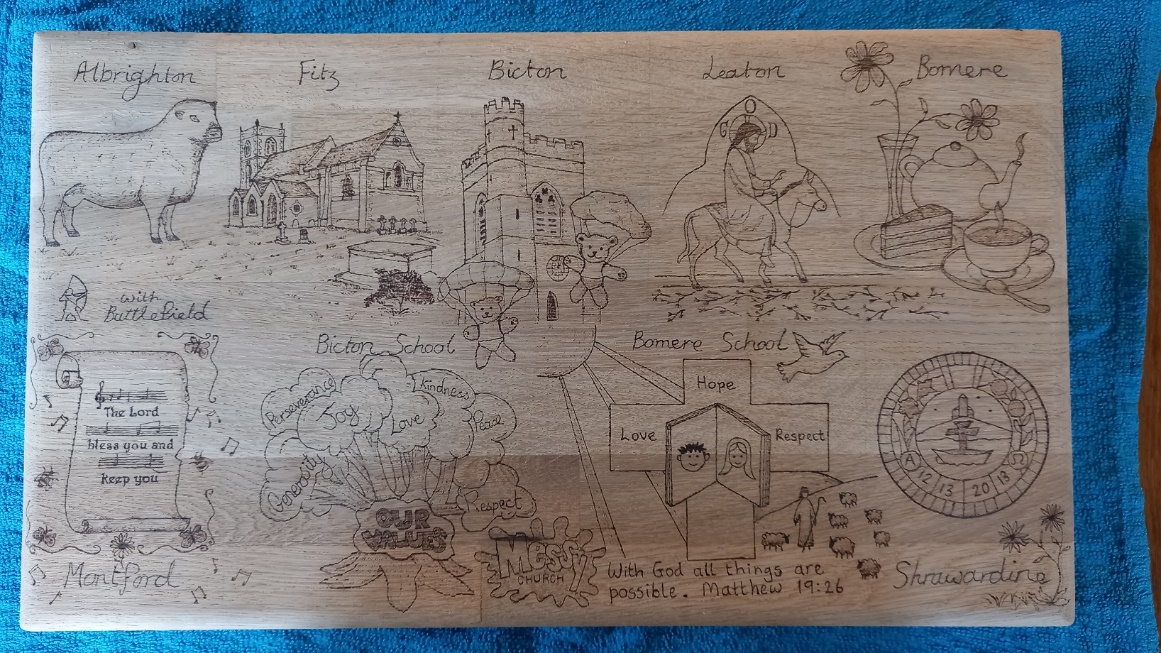 Albrighton
Fitz
Bicton
Leaton
Bomere
G O D
with
Battlefield
Bicton School
Bomere School
The Lord
bless you and
keep you
Perseverance
Joy
Love
Kindness
Peace
Generosity
Respect
OUR
VALUES
Hope
Love
Respect
12 13 20 13
Montford
Messy
CHURCH
With God all things are
possible. Matthew 19:26
Shrawardine